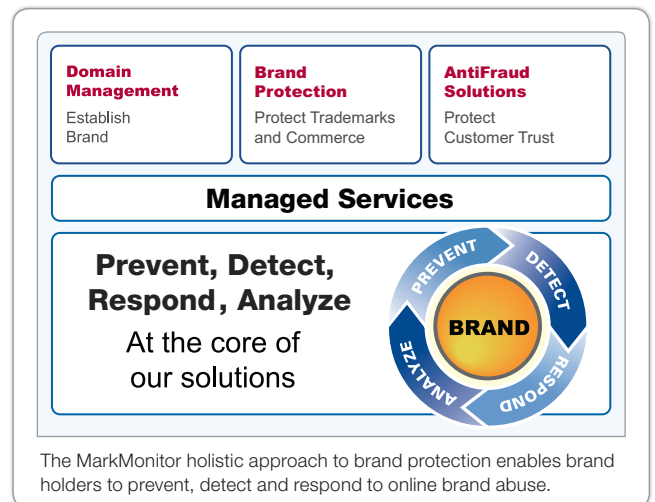 Domain
Management
Establish
Brand
Brand
Protection
Protect Trademarks
and Commerce
AntiFraud
Solutions
Protect
Customer Trust
Managed Services
Prevent, Detect,
Respond, Analyze
At the core of
our solutions
PREVENT
DETECT
RESPOND
ANALYZE
BRAND
The MarkMonitor holistic approach to brand protection enables brand
holders to prevent, detect and respond to online brand abuse.